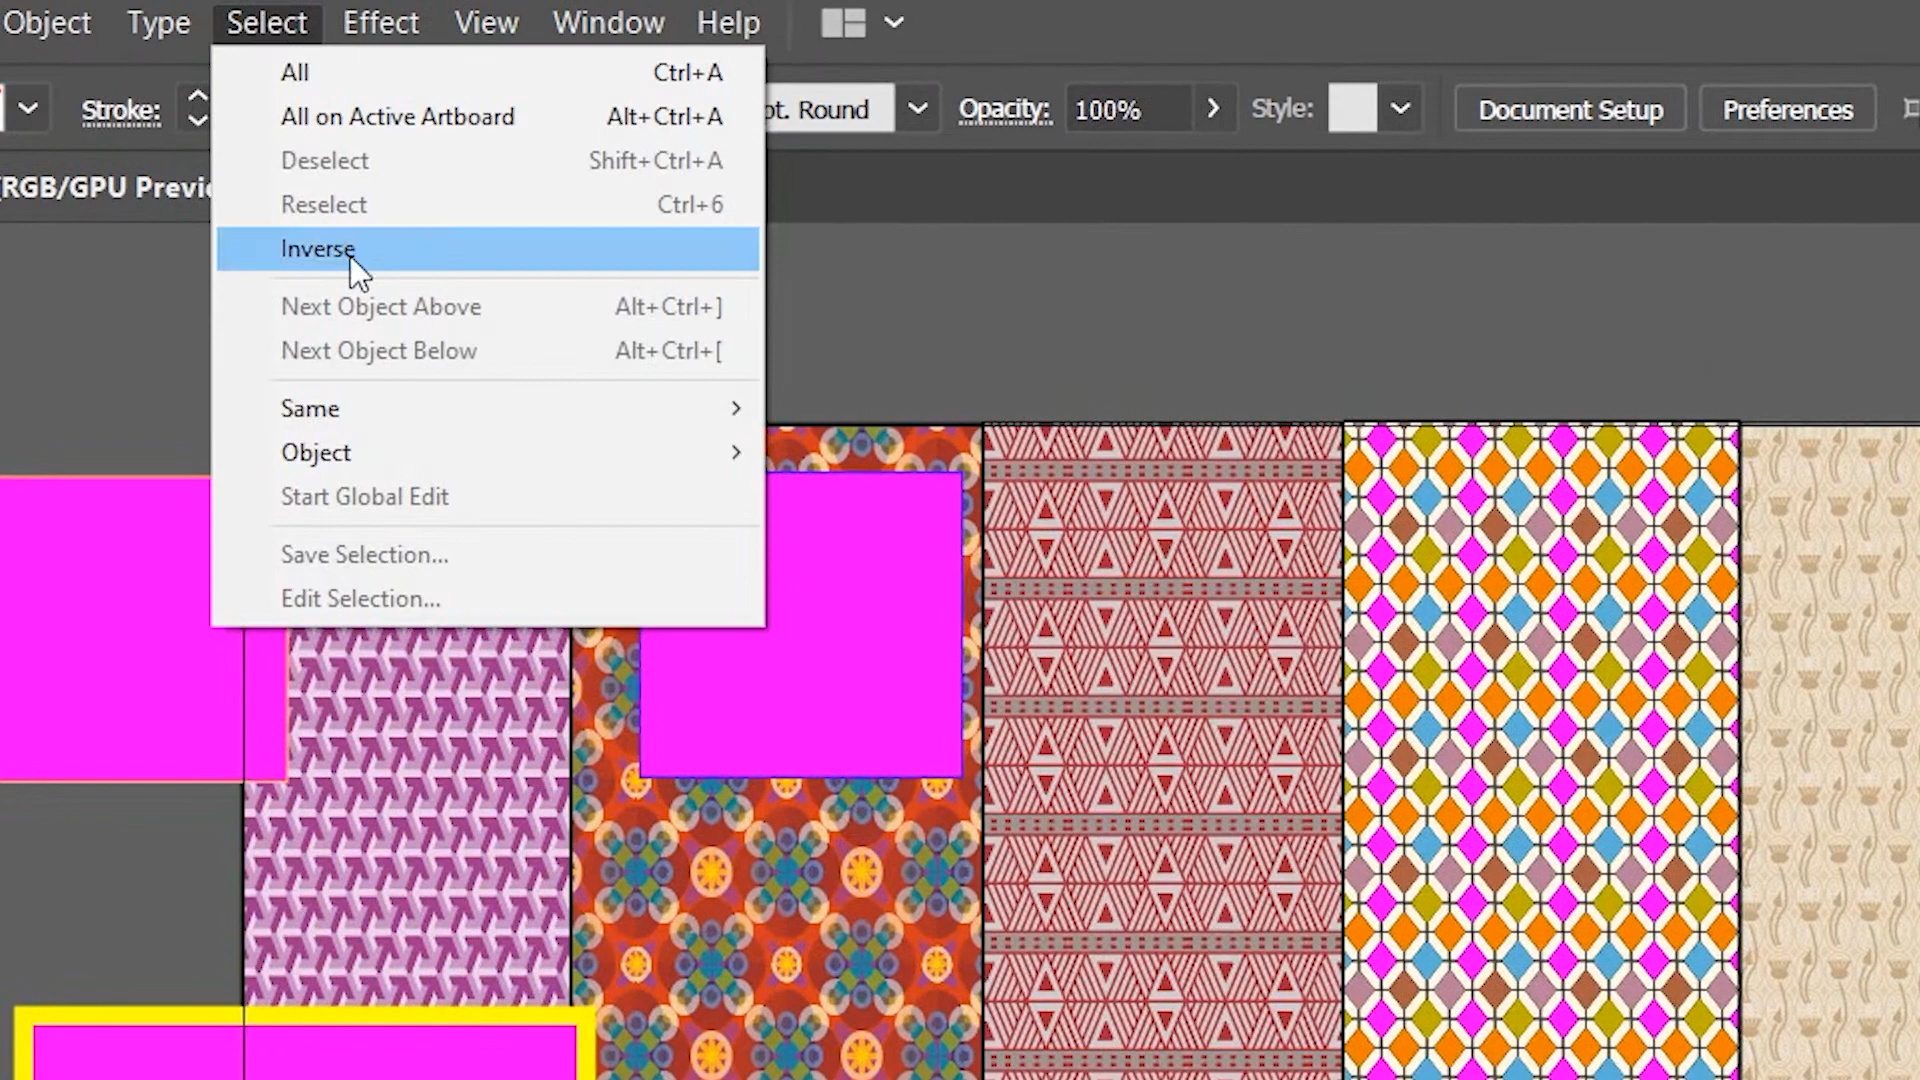 Object Type Select Effect View Window Help
Stroke: pt. Round Opacity: 100% Style: Document Setup Preferences
RGB/GPU Previe
All Ctrl+A
All on Active Artboard Alt+Ctrl+A
Deselect Shift+Ctrl+A
Reselect Ctrl+6
Inverse
Next Object Above Alt+Ctrl+]
Next Object Below Alt+Ctrl+[
Same
Object
Start Global Edit
Save Selection...
Edit Selection...